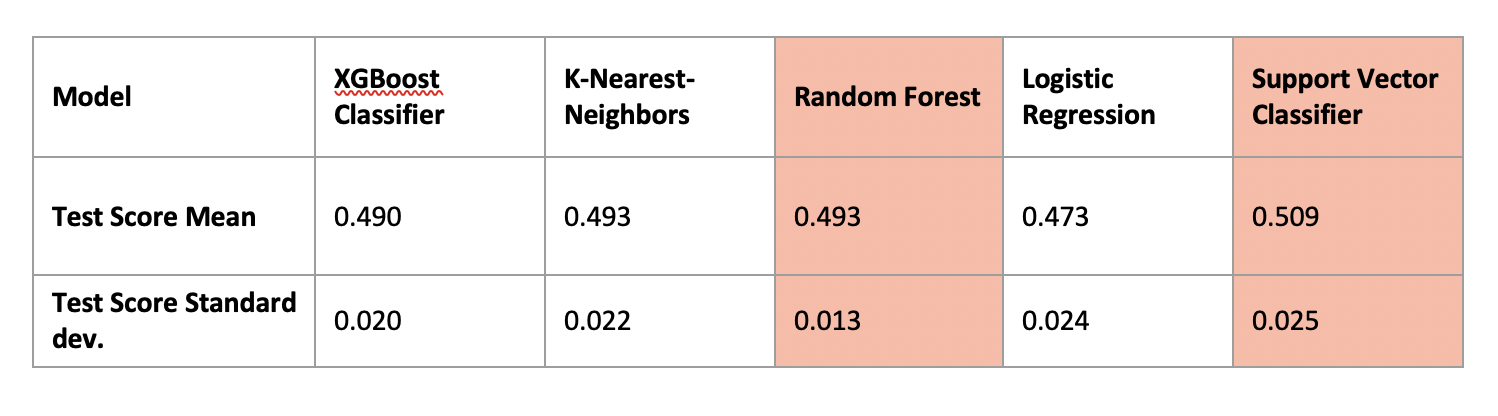 Model
XGBoost
Classifier
K-Nearest-
Neighbors
Random Forest
Logistic
Regression
Support Vector
Classifier
Test Score Mean
0.490
0.493
0.493
0.473
0.509
Test Score Standard
dev.
0.020
0.022
0.013
0.024
0.025